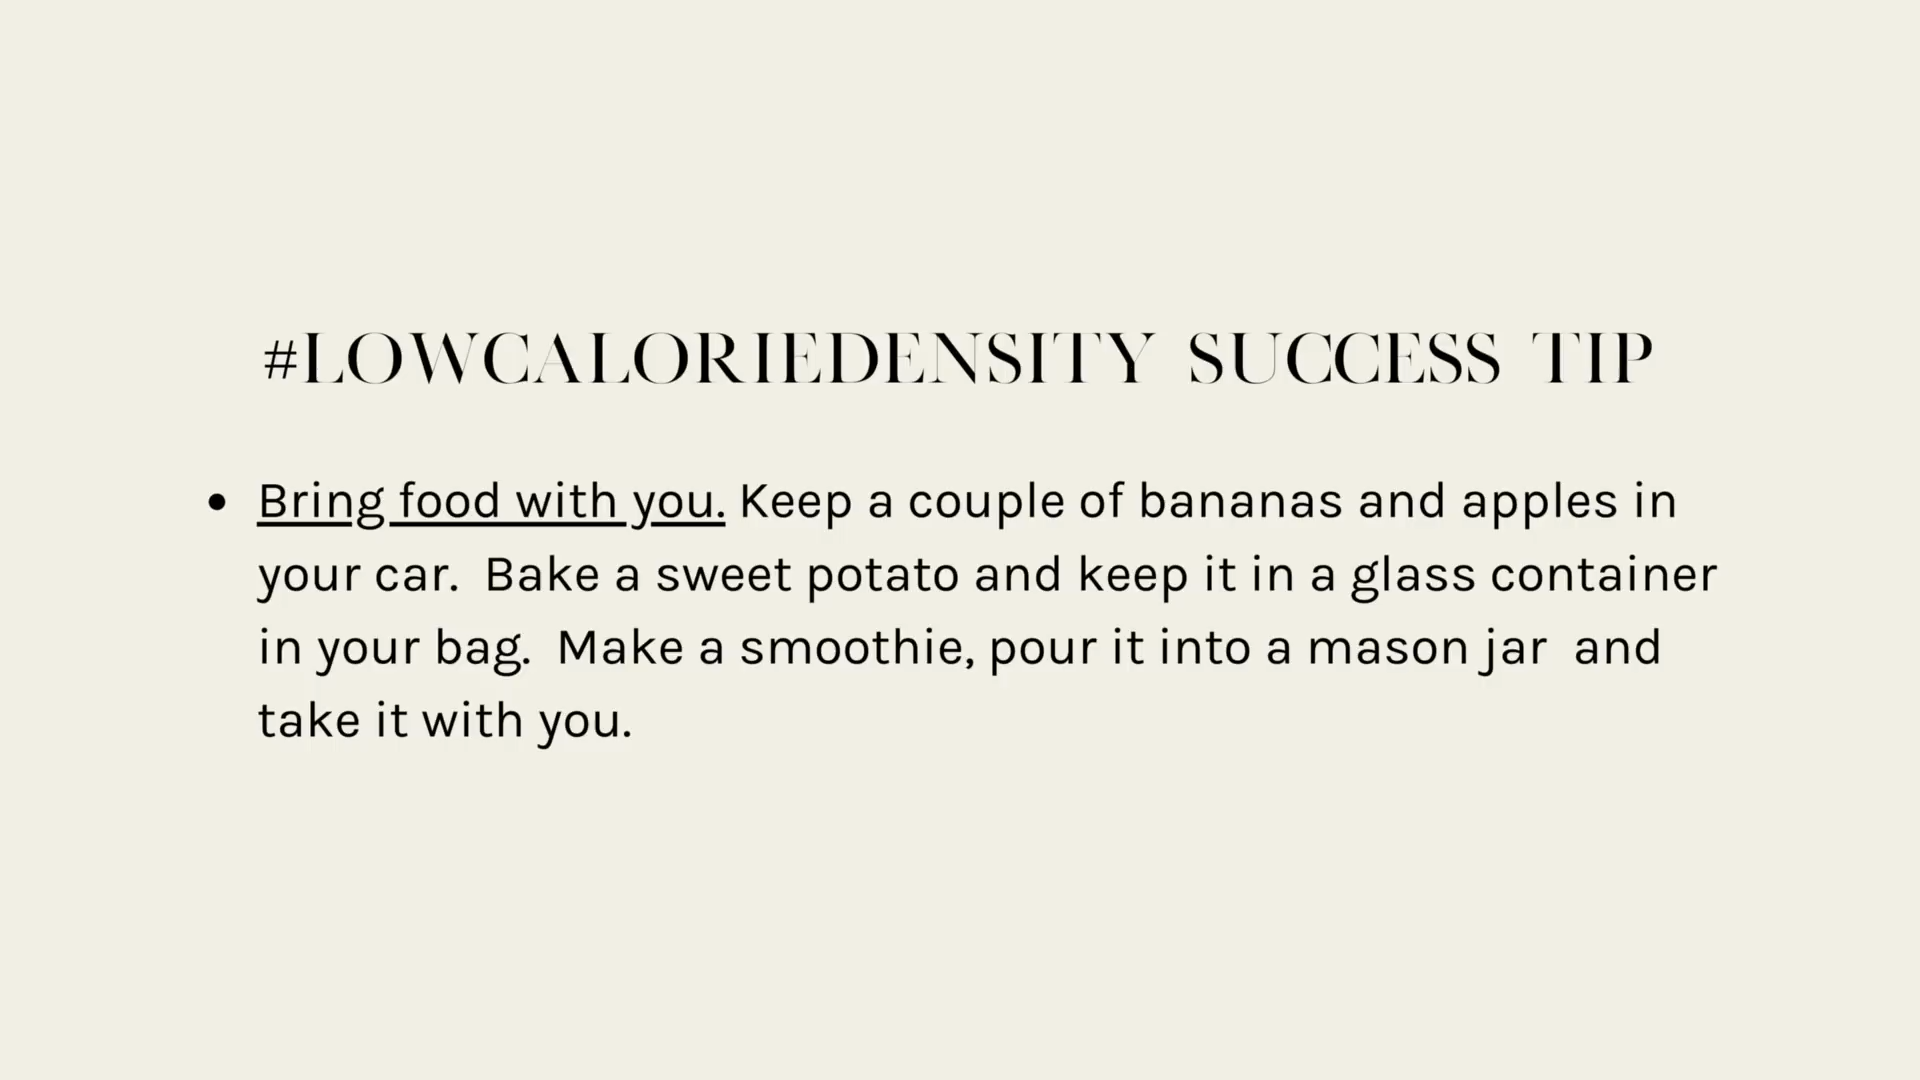 #LOWCALORIEDENSITY SUCCESS TIP
• Bring food with you. Keep a couple of bananas and apples in
your car.  Bake a sweet potato and keep it in a glass container
in your bag.  Make a smoothie, pour it into a mason jar  and
take it with you.